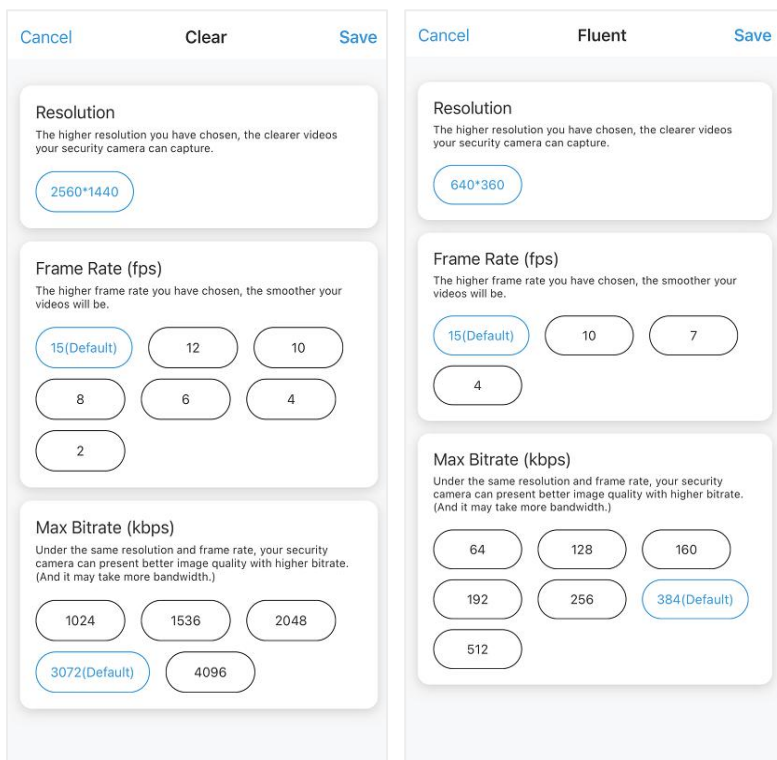 Cancel Clear Save
Resolution
The higher resolution you have chosen, the clearer videos
your security camera can capture.
2560*1440
Frame Rate (fps)
The higher frame rate you have chosen, the smoother your
videos will be.
15(Default) 12 10
8 6 4
2
Max Bitrate (kbps)
Under the same resolution and frame rate, your security
camera can present better image quality with higher bitrate.
(And it may take more bandwidth.)
1024 1536 2048
3072(Default) 4096
Cancel Fluent Save
Resolution
The higher resolution you have chosen, the clearer videos
your security camera can capture.
640*360
Frame Rate (fps)
The higher frame rate you have chosen, the smoother your
videos will be.
15(Default) 10 7
4
Max Bitrate (kbps)
Under the same resolution and frame rate, your security
camera can present better image quality with higher bitrate.
(And it may take more bandwidth.)
64 128 160
192 256 384(Default)
512